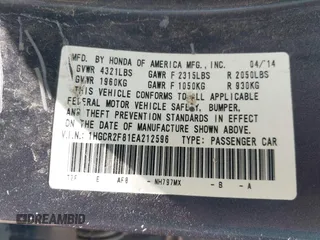 MFD. BY HONDA OF AMERICA MFG., INC. 04/'14
GVWR 4321LBS GAWR F 2315LBS R 2050LBS
GVWR 1960KG GAWR F 1050KG R 930KG
THIS VEHICLE CONFORMS TO ALL APPLICABLE
FEDERAL MOTOR VEHICLE SAFETY, BUMPER,
AND THEFT PREVENTION STANDARDS IN EFFECT
ON THE DATE OF MANUFACTURE SHOWN ABOVE.
V.I.N. 1HGCR2F81EA212596 TYPE: PASSENGER CAR
E AF8 - NH797MX - B - A
READAMBID